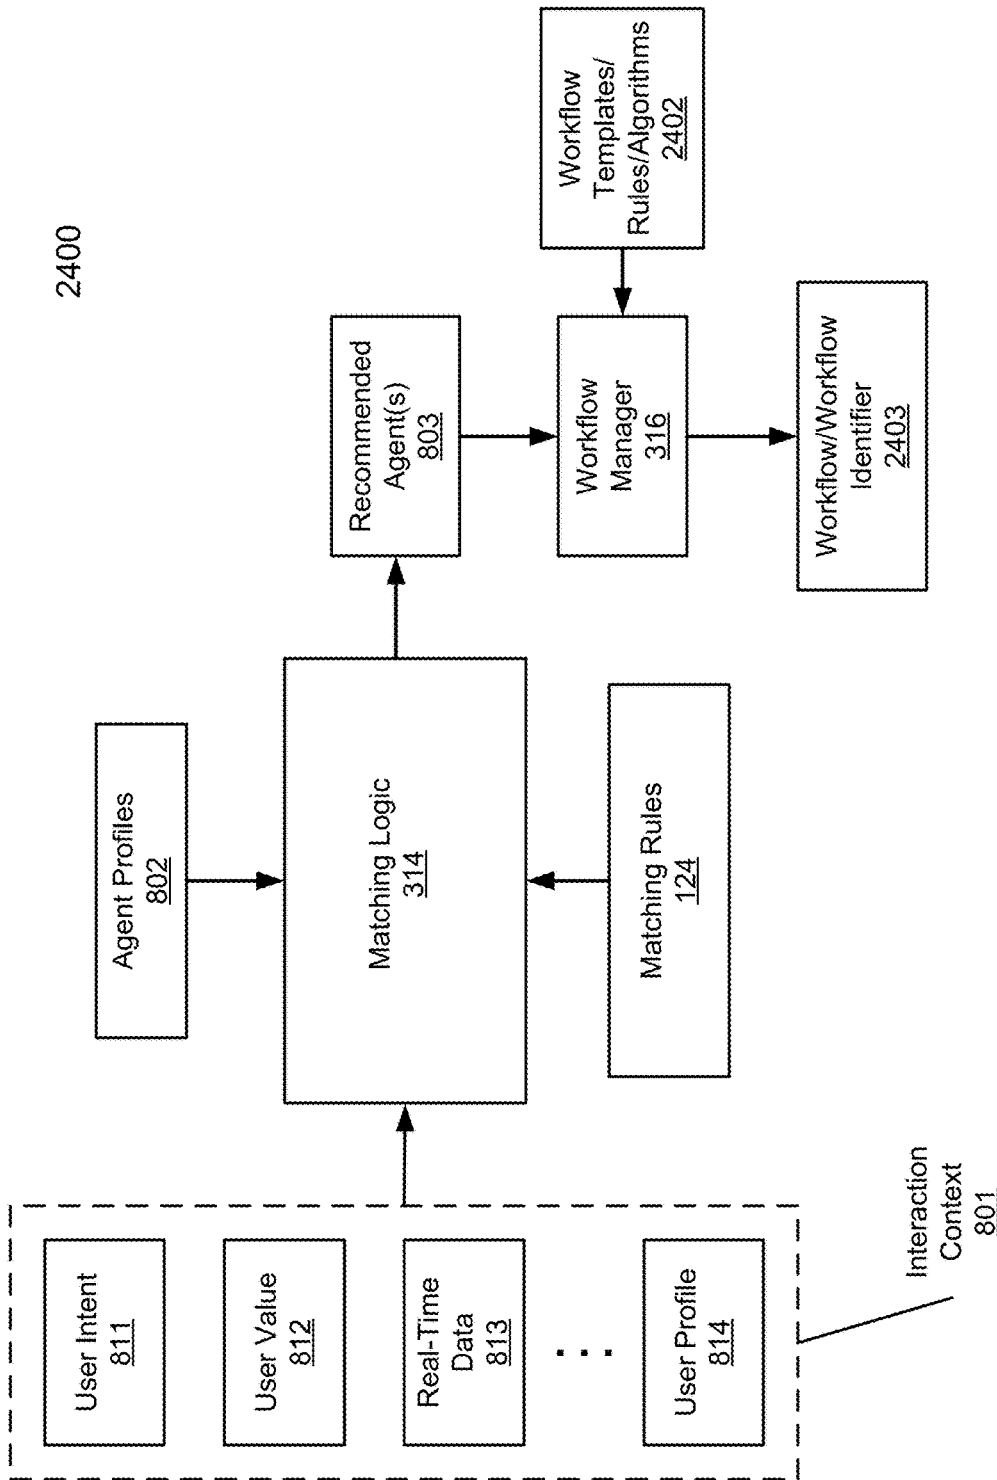 2400
User Intent
811
User Value
812
Real-Time
Data
813
. . .
User Profile
814
Interaction
Context
801
Agent Profiles
802
Matching Logic
314
Matching Rules
124
Recommended
Agent(s)
803
Workflow
Manager
316
Workflow
Templates/
Rules/Algorithms
2402
Workflow/Workflow
Identifier
2403